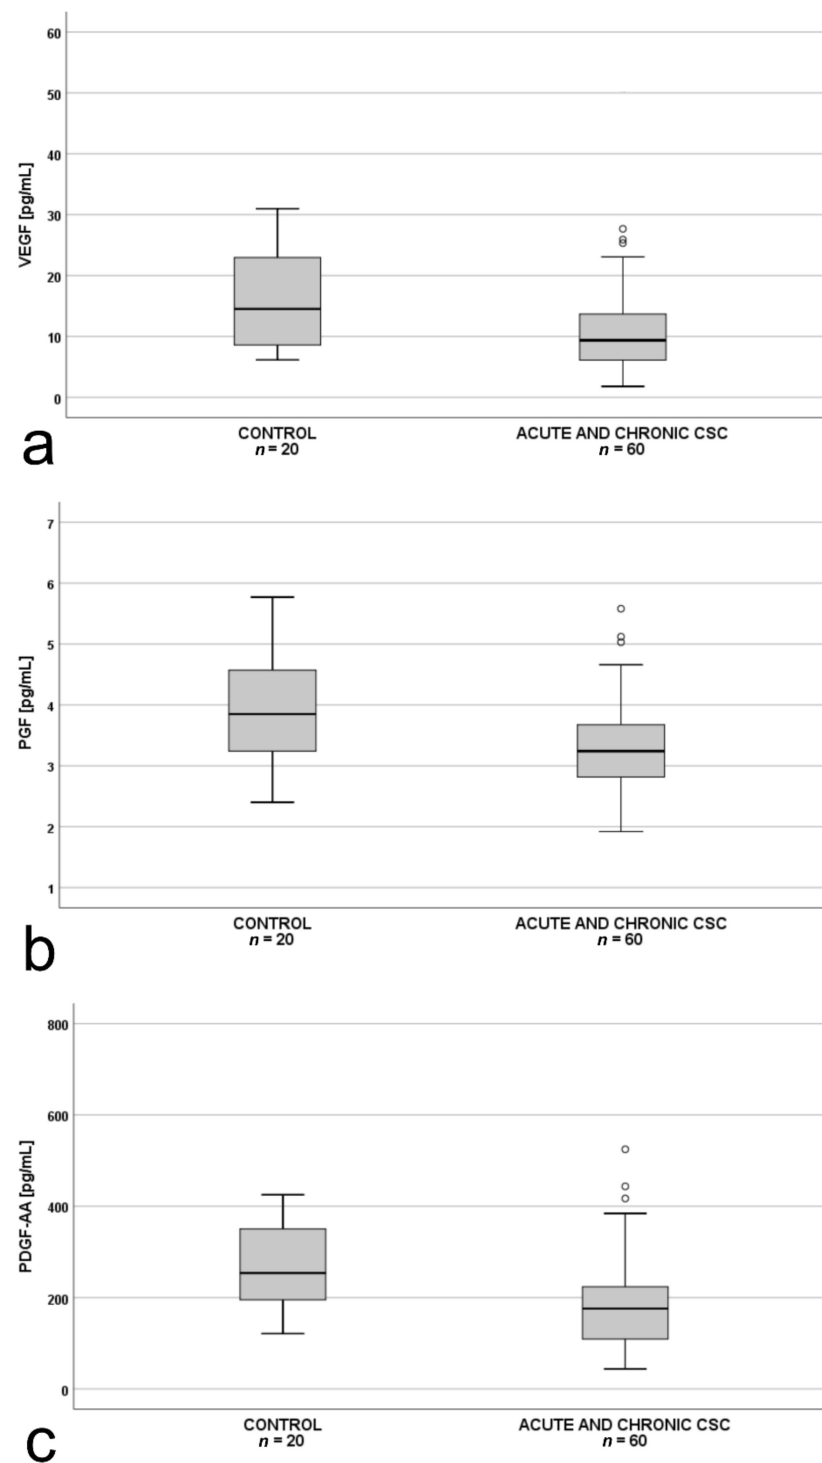 60
50
40
30
20
10
0
VEGF [pg/mL]
CONTROL ACUTE AND CHRONIC CSC
n = 20 n = 60
a
7
6
5
4
3
2
1
PGF [pg/mL]
CONTROL ACUTE AND CHRONIC CSC
n = 20 n = 60
b
800
600
400
200
0
PDGF-AA [pg/mL]
CONTROL ACUTE AND CHRONIC CSC
n = 20 n = 60
c